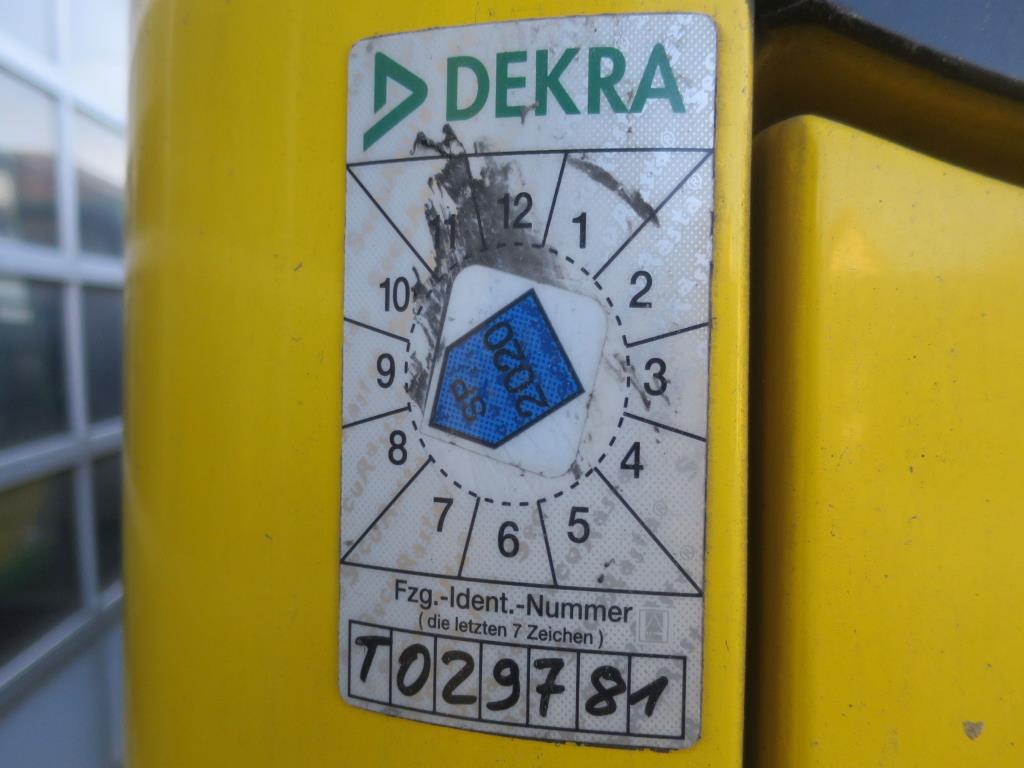 DEKRA
11 12 1
10 2
9 3
8 4
7 6 5
SP
2020
Fzg.-Ident.-Nummer
( die letzten 7 Zeichen )
T029781